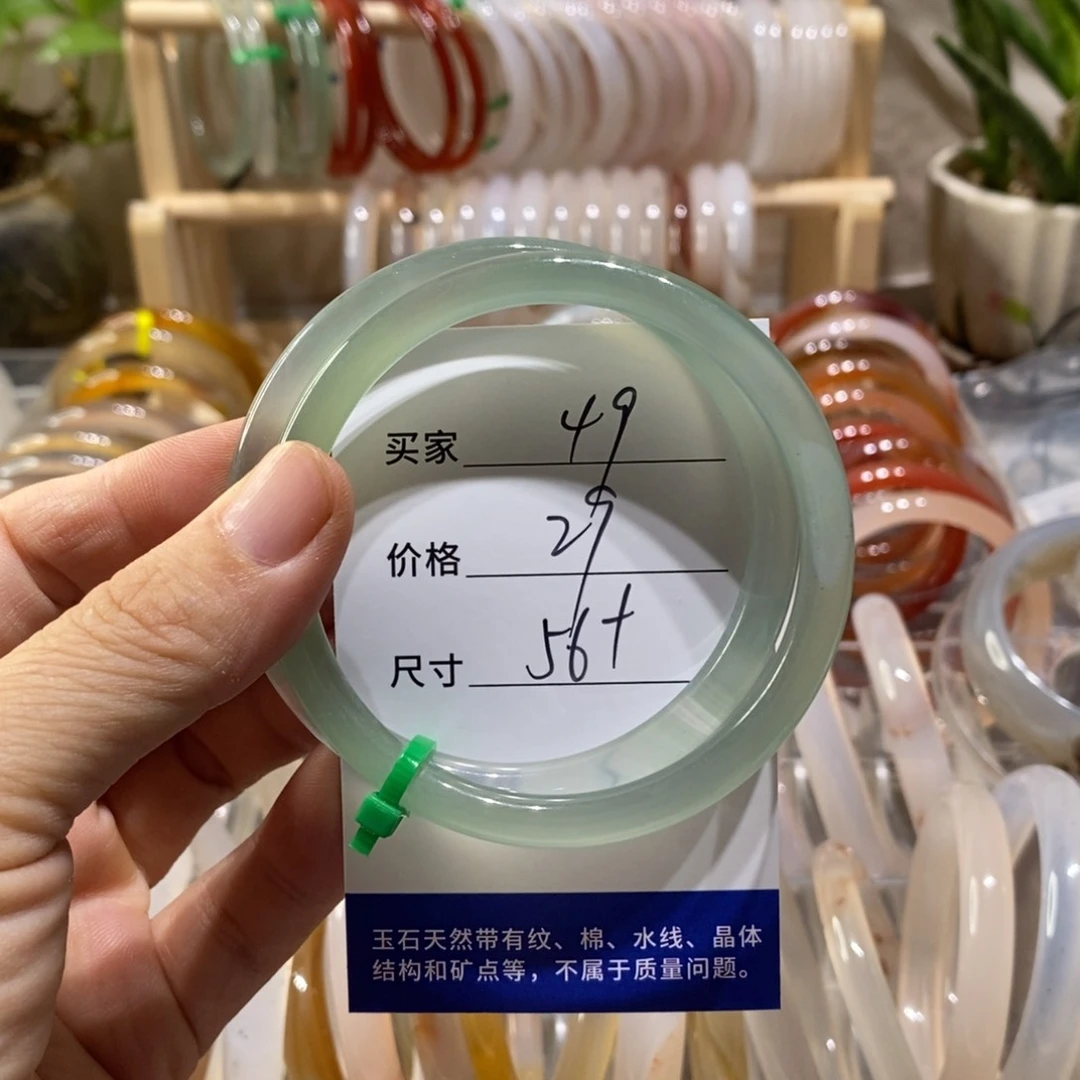 买家 49
价格 29
尺寸 56+
玉石天然带有纹、棉、水线、晶体
结构和矿点等，不属于质量问题。